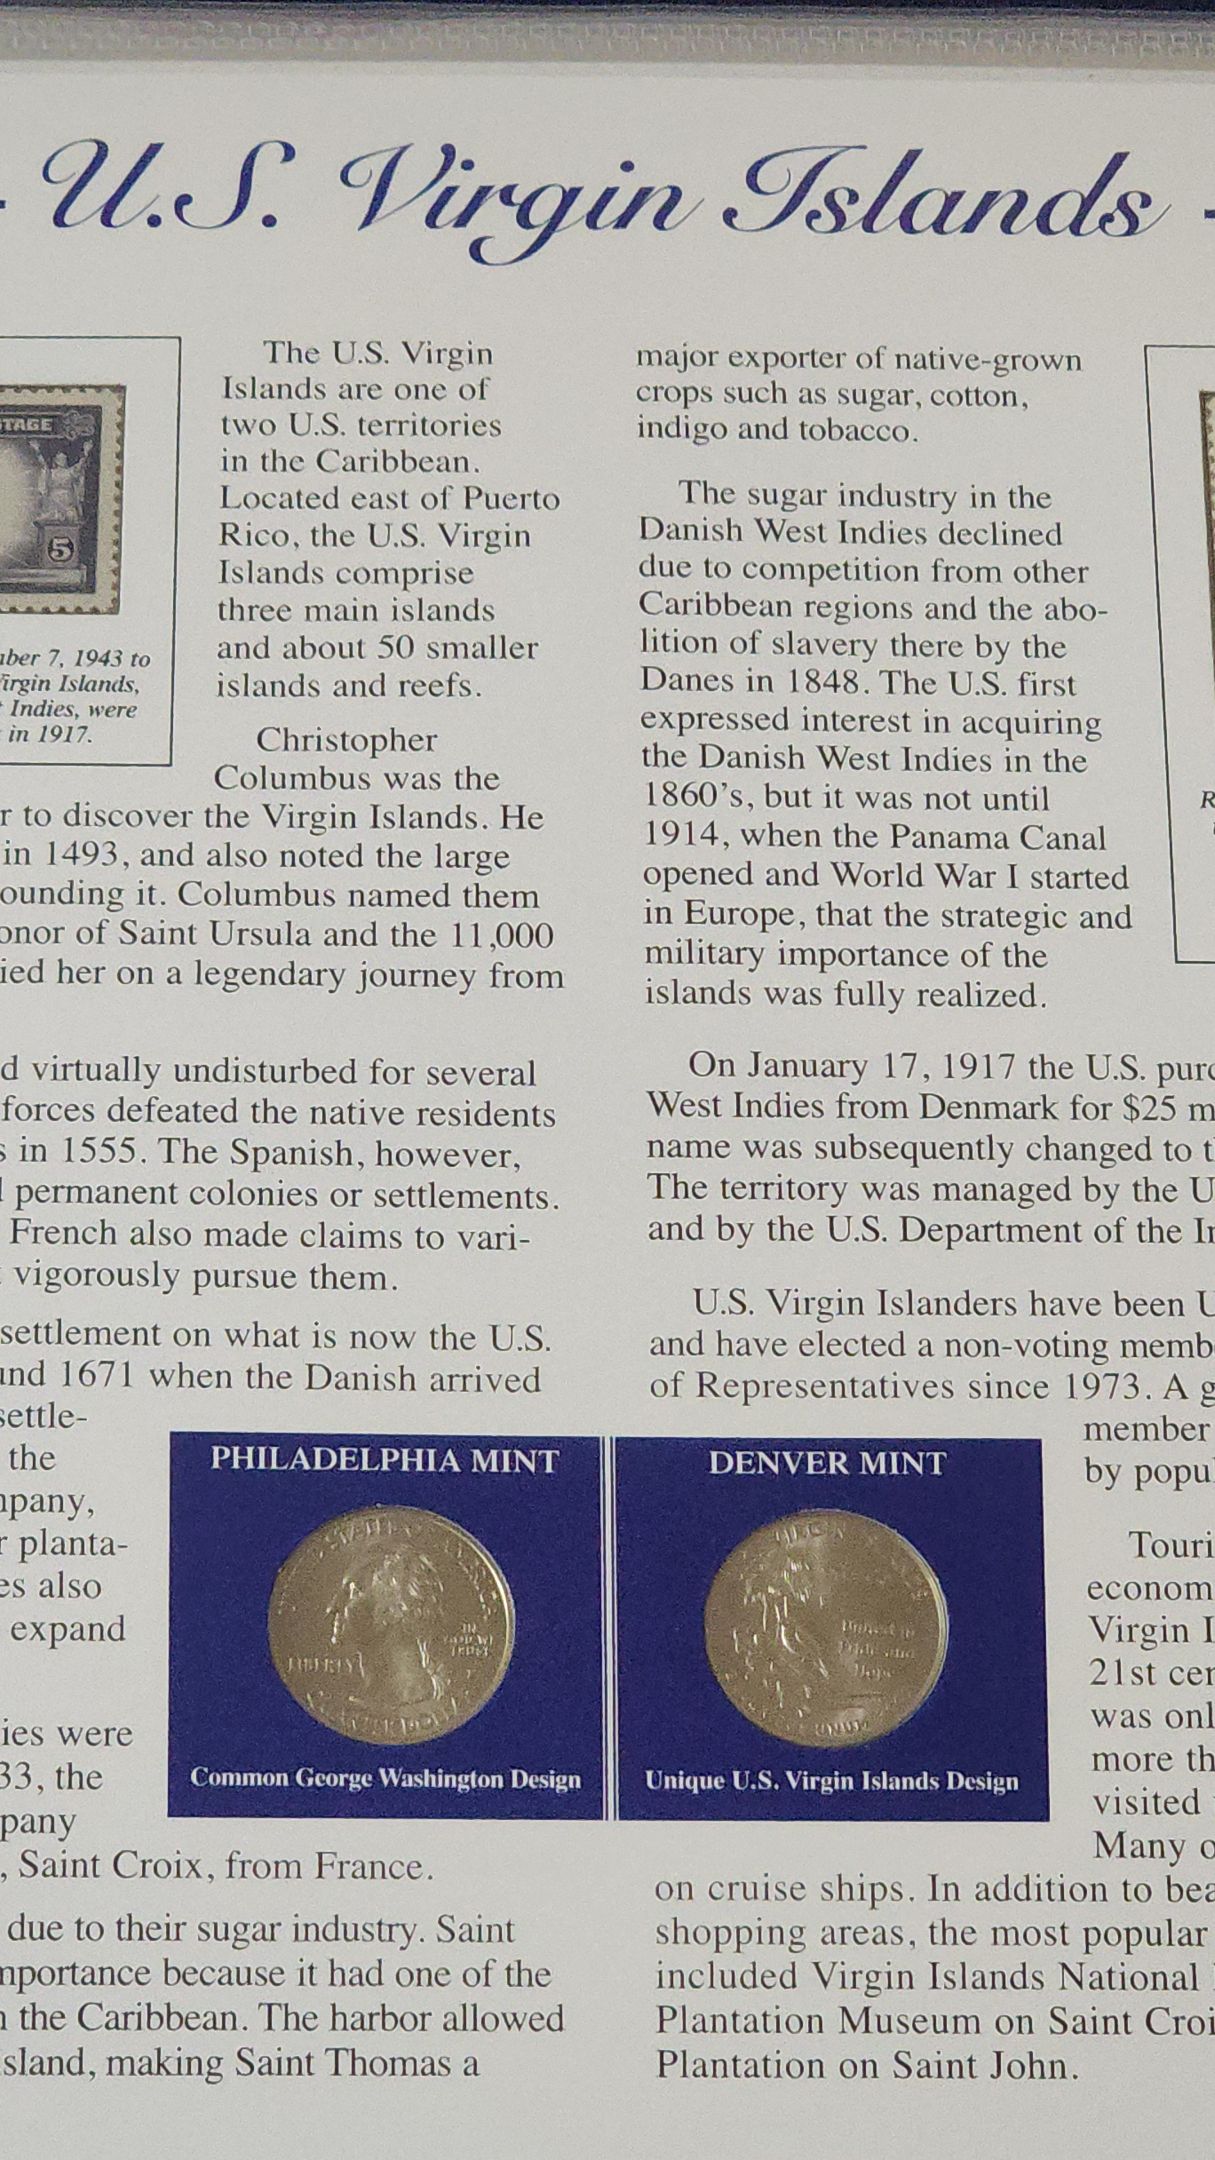 U.S. Virgin Islands -
TAGE
5
7, 1943 to
Islands,
Indies, were
in 1917.
The U.S. Virgin
Islands are one of
two U.S. territories
in the Caribbean.
Located east of Puerto
Rico, the U.S. Virgin
Islands comprise
three main islands
and about 50 smaller
islands and reefs.
Christopher
Columbus was the
r to discover the Virgin Islands. He
in 1493, and also noted the large
ounding it. Columbus named them
onor of Saint Ursula and the 11,000
ied her on a legendary journey from
d virtually undisturbed for several
forces defeated the native residents
s in 1555. The Spanish, however,
permanent colonies or settlements.
French also made claims to vari-
vigorously pursue them.
settlement on what is now the U.S.
und 1671 when the Danish arrived
settle-
the
mpany,
r planta-
es also
expand
ies were
33, the
pany
, Saint Croix, from France.
due to their sugar industry. Saint
mportance because it had one of the
the Caribbean. The harbor allowed
sland, making Saint Thomas a
major exporter of native-grown
crops such as sugar, cotton,
indigo and tobacco.
The sugar industry in the
Danish West Indies declined
due to competition from other
Caribbean regions and the abo-
lition of slavery there by the
Danes in 1848. The U.S. first
expressed interest in acquiring
the Danish West Indies in the
1860's, but it was not until
1914, when the Panama Canal
opened and World War I started
in Europe, that the strategic and
military importance of the
islands was fully realized.
On January 17, 1917 the U.S. purc
West Indies from Denmark for $25 m
name was subsequently changed to t
The territory was managed by the U
and by the U.S. Department of the In
U.S. Virgin Islanders have been U
and have elected a non-voting memb
of Representatives since 1973. A g
member
by popu
Touri
econom
Virgin I
21st cen
was onl
more th
visited
Many o
on cruise ships. In addition to bea
shopping areas, the most popular
included Virgin Islands National
Plantation Museum on Saint Croi
Plantation on Saint John.
PHILADELPHIA MINT
LIBERTY
IN
GOD WE
TRUST
P
Common George Washington Design
DENVER MINT
VIRGIN
United in
Pride and
Hope
2009
Unique U.S. Virgin Islands Design
R